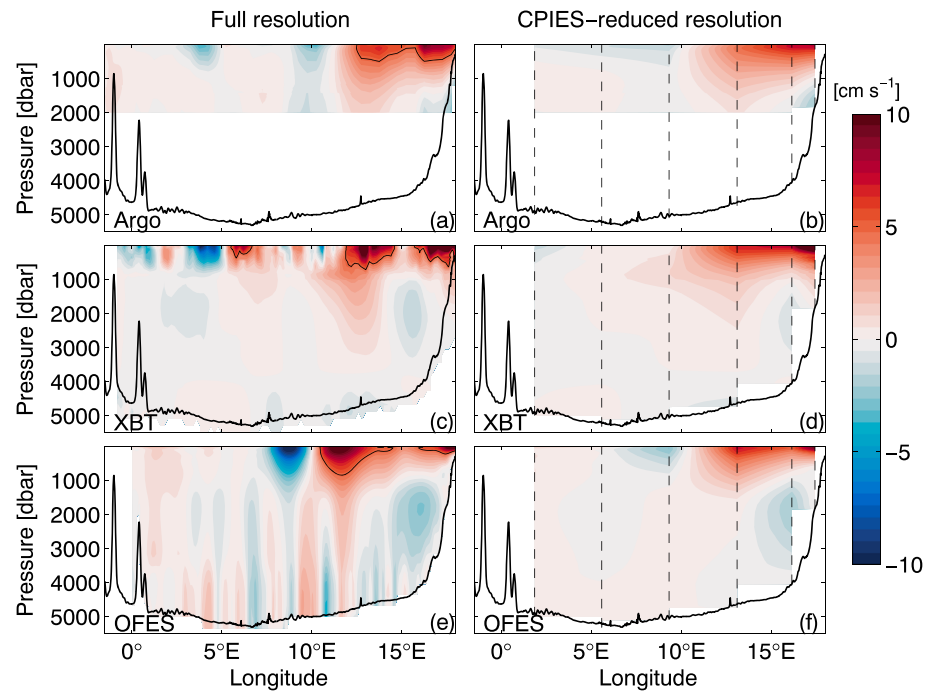 Full resolution
CPIES−reduced resolution
Pressure [dbar]
1000
2000
3000
4000
5000
Argo
(a)
Argo
(b)
[cm s−1]
10
5
0
−5
−10
Pressure [dbar]
1000
2000
3000
4000
5000
XBT
(c)
XBT
(d)
Pressure [dbar]
1000
2000
3000
4000
5000
OFES
(e)
OFES
(f)
0° 5°E 10°E 15°E
0° 5°E 10°E 15°E
Longitude
Longitude